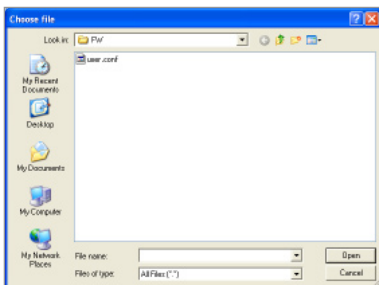 Choose file
Look in:
FW
user.conf
My Recent
Documents
Desktop
My Documents
My Computer
My Network
Places
File name:
Open
Files of type:
All Files (*.*)
Cancel